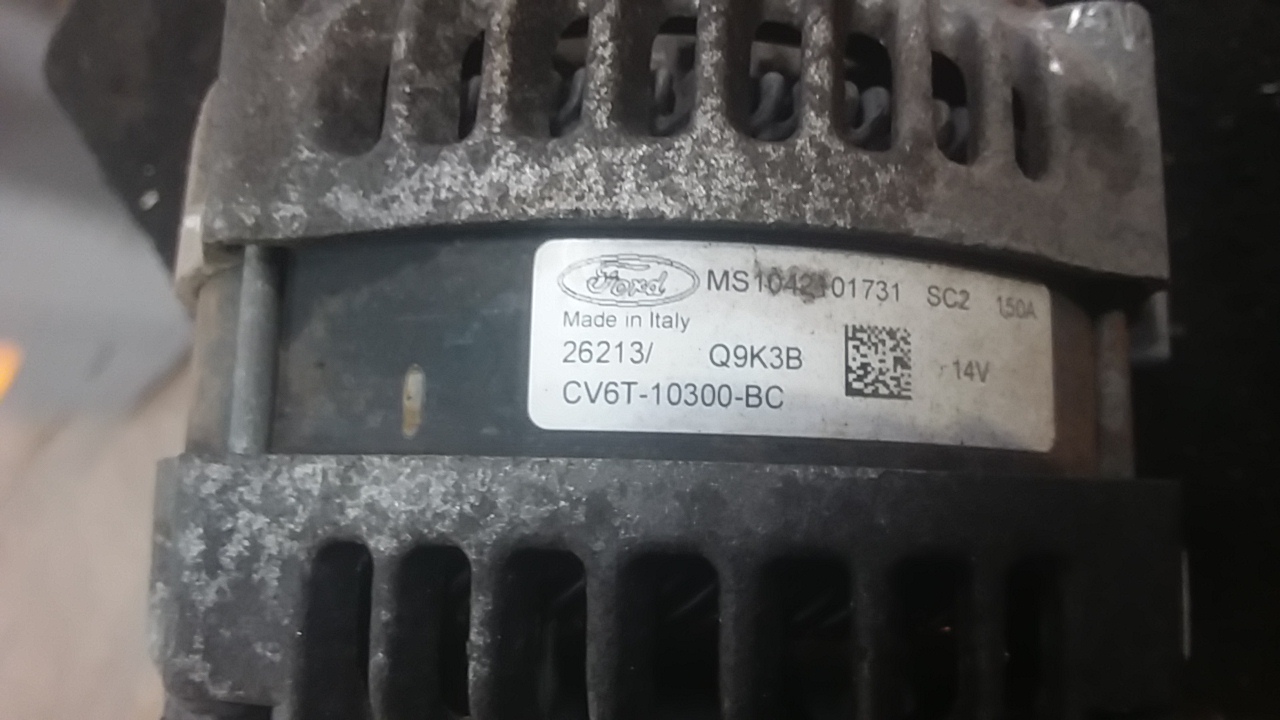 Ford MS1042101731 SC2 150A
Made in Italy
26213/ Q9K3B 14V
CV6T-10300-BC